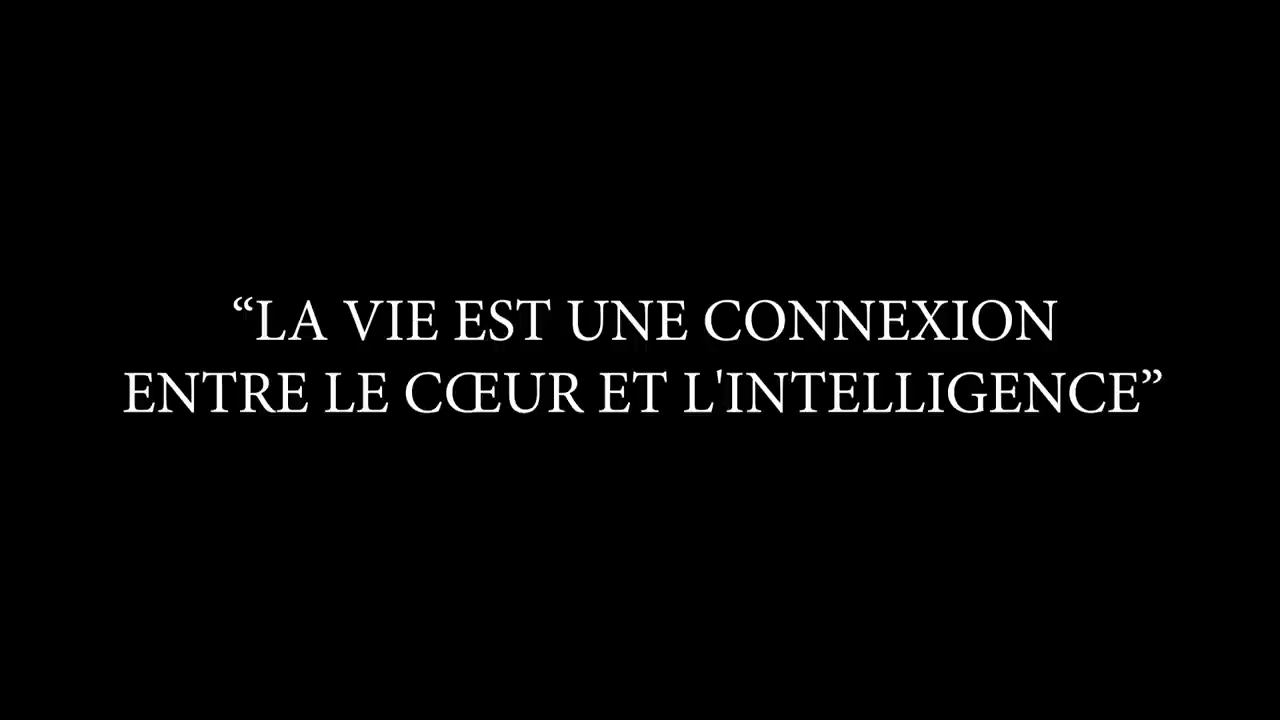 “LA VIE EST UNE CONNEXION
ENTRE LE CŒUR ET L'INTELLIGENCE”